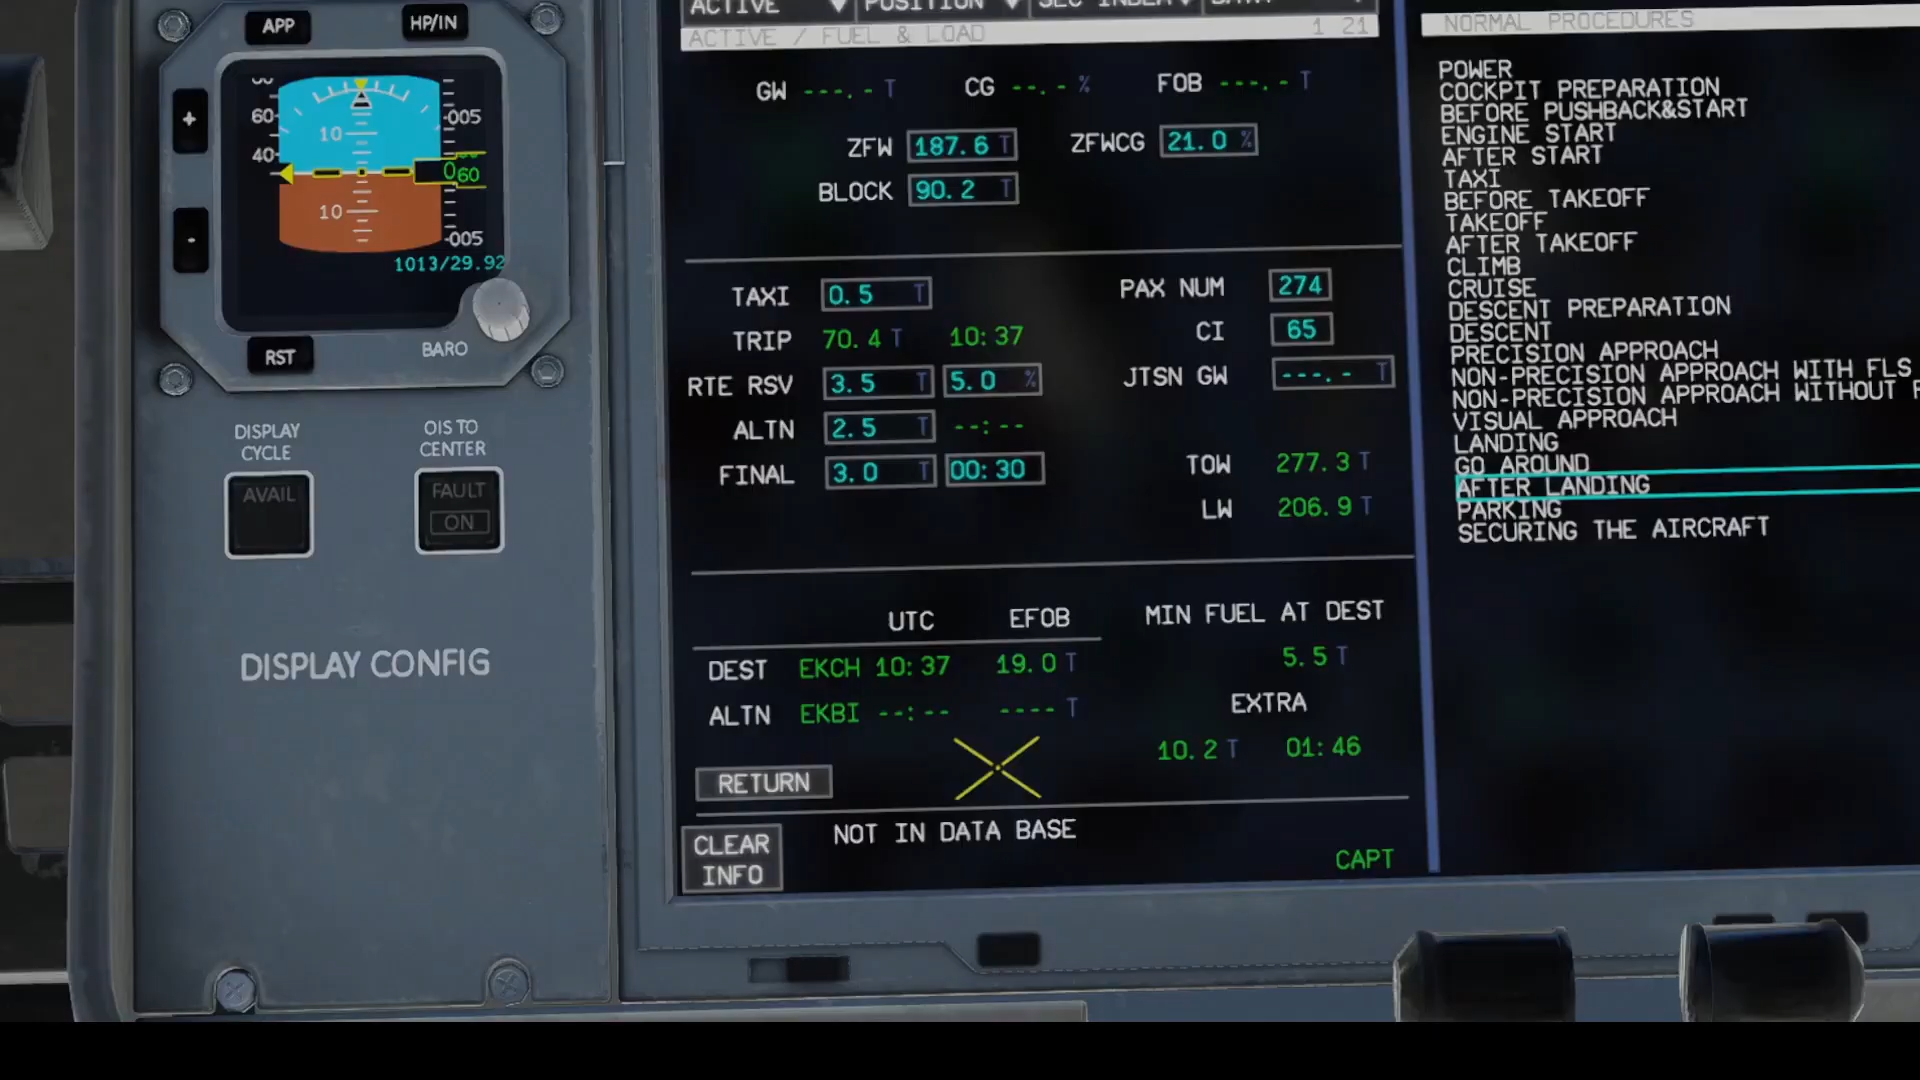 APP
HP/IN
60
40
10
10
005
060
005
1013/29.92
+
-
RST
BARO
DISPLAY CYCLE
OIS TO CENTER
AVAIL
FAULT
ON
DISPLAY CONFIG
ACTIVE POSITION SEC INDEX DATA
ACTIVE / FUEL & LOAD 1 21
GW ---.- T CG --.- % FOB ---.- T
ZFW 187.6 T ZFWCG 21.0 %
BLOCK 90.2 T
TAXI 0.5 T PAX NUM 274
TRIP 70.4 T 10:37 CI 65
RTE RSV 3.5 T 5.0 % JTSN GW ---.- T
ALTN 2.5 T --:--
FINAL 3.0 T 00:30 TOW 277.3 T
LW 206.9 T
UTC EFOB MIN FUEL AT DEST
DEST EKCH 10:37 19.0 T 5.5 T
ALTN EKBI --:-- ---- T EXTRA
10.2 T 01:46
RETURN
CLEAR INFO
NOT IN DATA BASE
CAPT
NORMAL PROCEDURES
POWER
COCKPIT PREPARATION
BEFORE PUSHBACK&START
ENGINE START
AFTER START
TAXI
BEFORE TAKEOFF
TAKEOFF
AFTER TAKEOFF
CLIMB
CRUISE
DESCENT PREPARATION
DESCENT
PRECISION APPROACH
NON-PRECISION APPROACH WITH FLS
NON-PRECISION APPROACH WITHOUT F
VISUAL APPROACH
LANDING
GO AROUND
AFTER LANDING
PARKING
SECURING THE AIRCRAFT